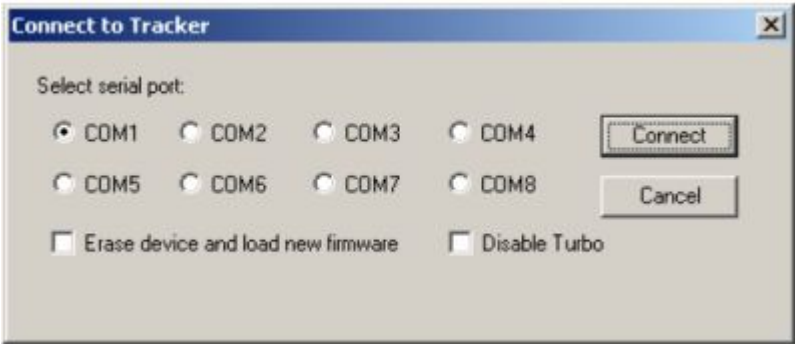 Connect to Tracker
Select serial port:
COM1 COM2 COM3 COM4 Connect
COM5 COM6 COM7 COM8 Cancel
Erase device and load new firmware Disable Turbo